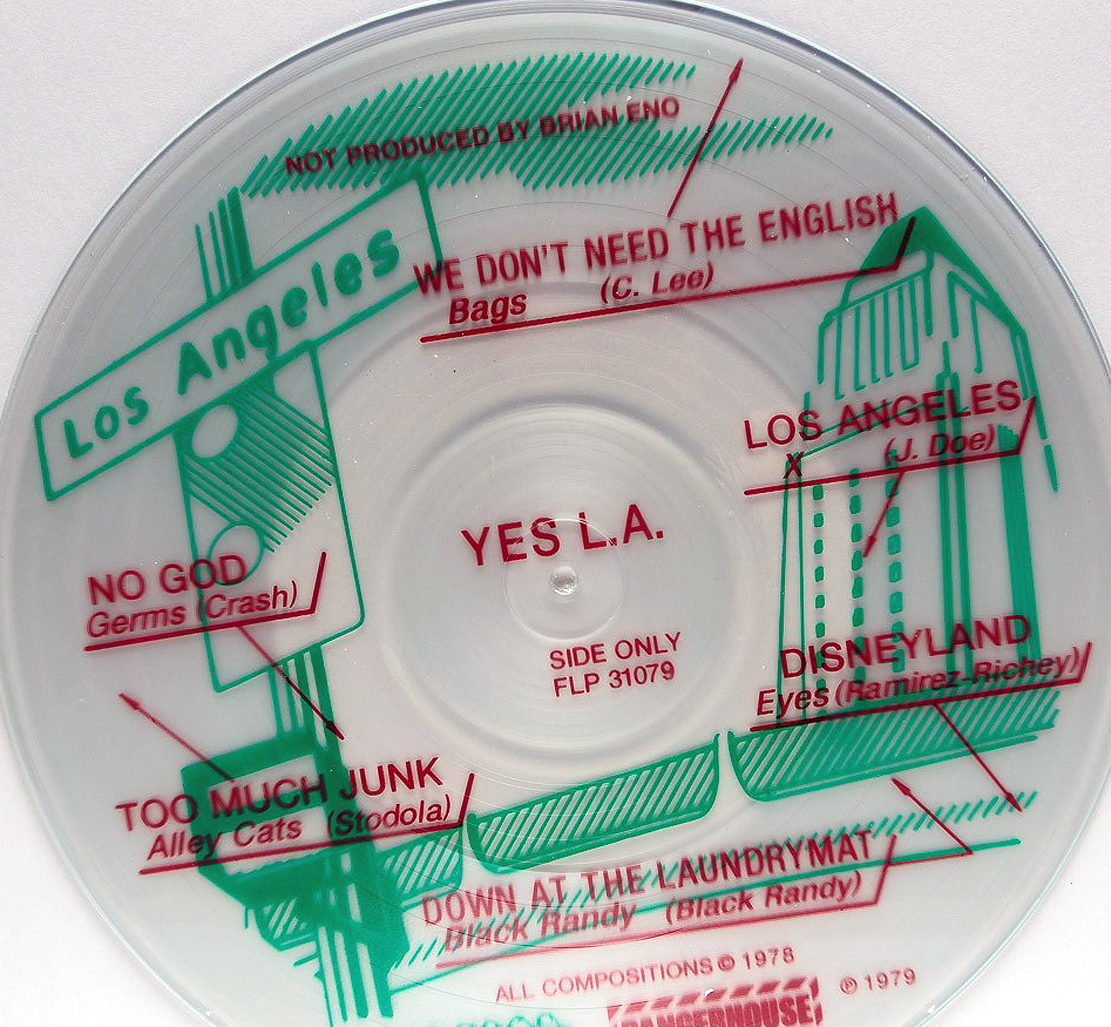 NOT PRODUCED BY BRIAN ENO
Los Angeles
WE DON'T NEED THE ENGLISH
Bags (C. Lee)
LOS ANGELES
X (J. Doe)
YES L.A.
NO GOD
Germs (Crash)
SIDE ONLY
FLP 31079
DISNEYLAND
Eyes (Ramirez-Richey)
TOO MUCH JUNK
Alley Cats (Stodola)
DOWN AT THE LAUNDRYMAT
Black Randy (Black Randy)
ALL COMPOSITIONS © 1978
DANGERHOUSE
℗ 1979